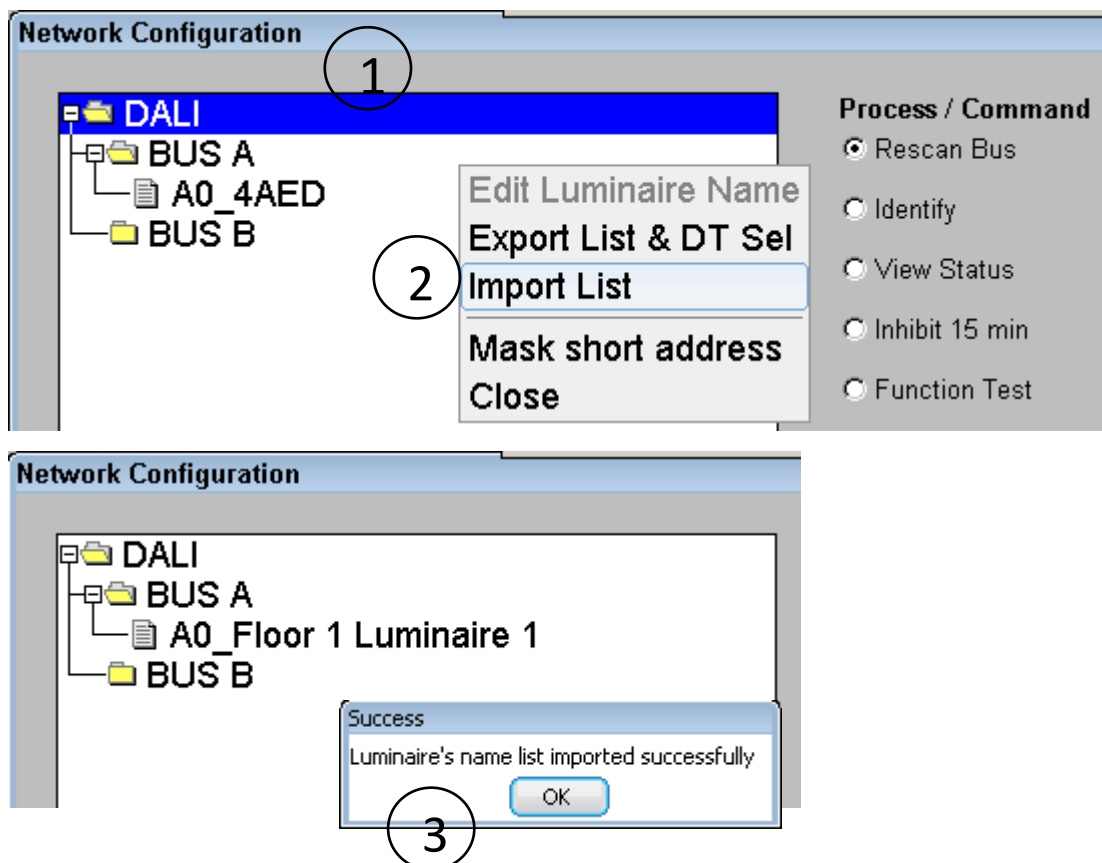 Network Configuration
1
DALI
BUS A
A0_4AED
BUS B
Edit Luminaire Name
Export List & DT Sel
2
Import List
Mask short address
Close
Process / Command
Rescan Bus
Identify
View Status
Inhibit 15 min
Function Test
Network Configuration
DALI
BUS A
A0_Floor 1 Luminaire 1
BUS B
Success
Luminaire's name list imported successfully
OK
3